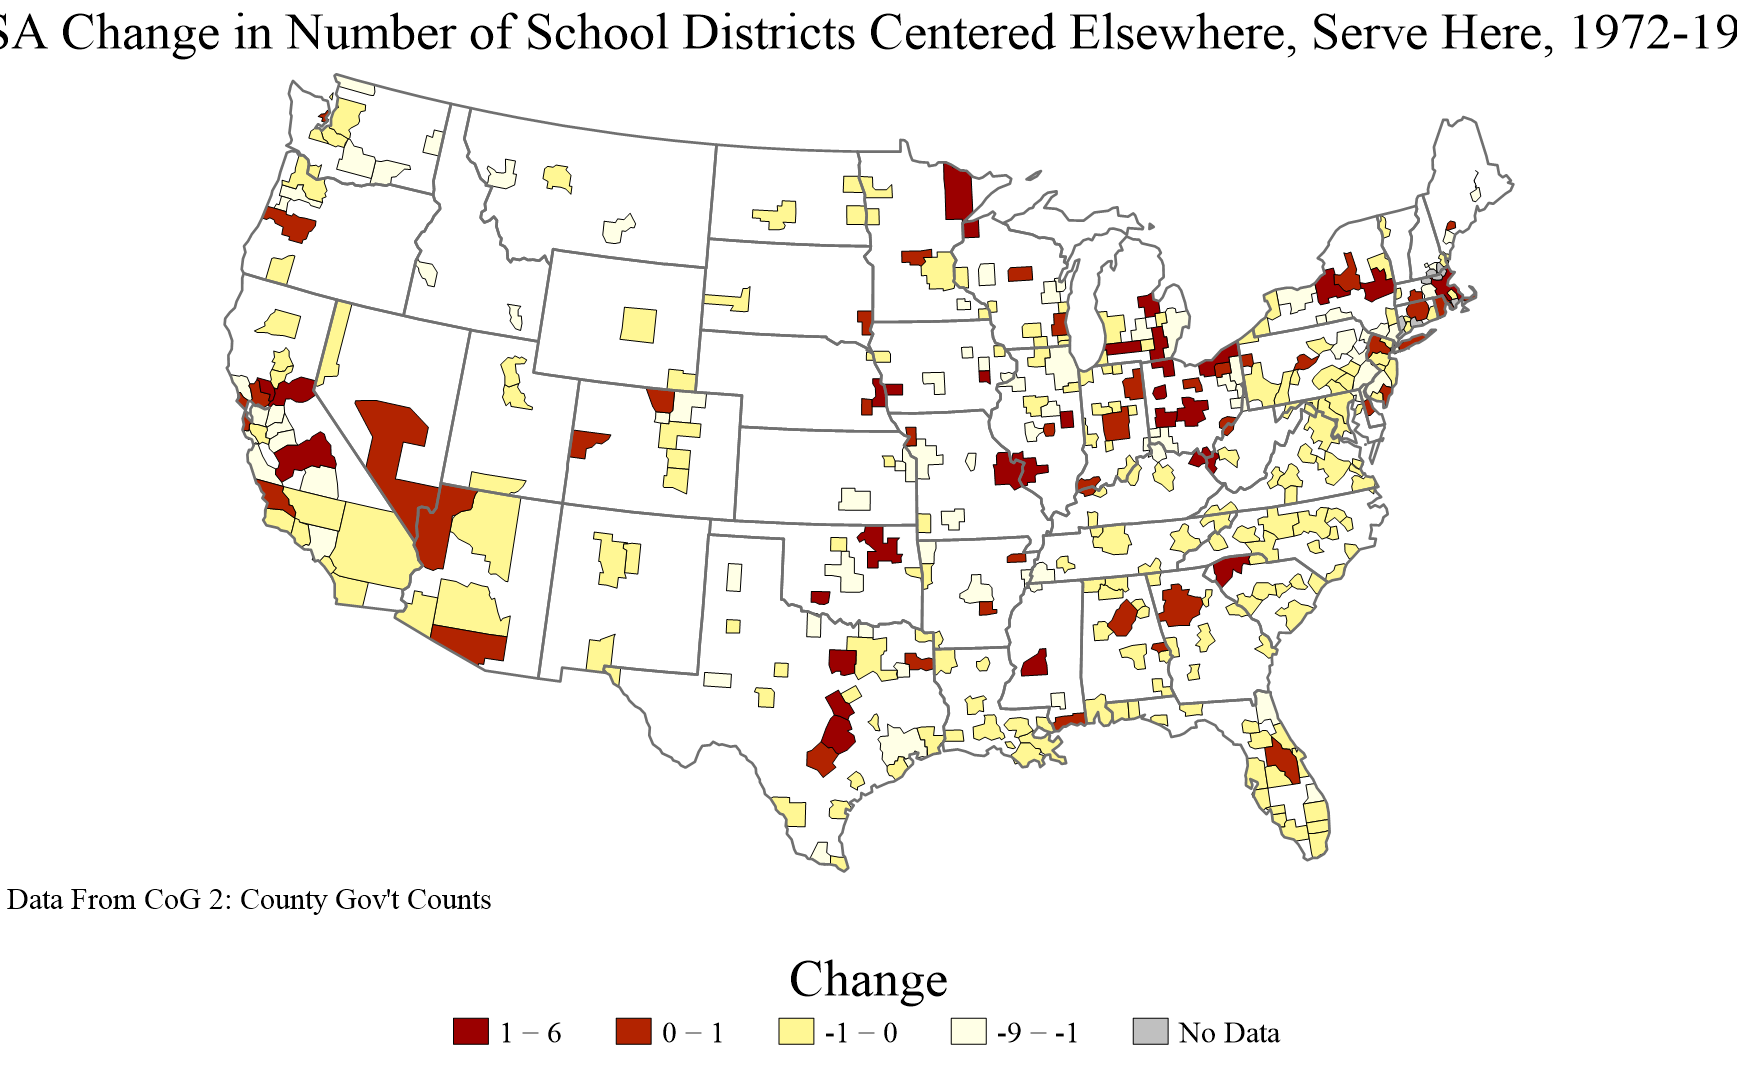 SA Change in Number of School Districts Centered Elsewhere, Serve Here, 1972-19
Data From CoG 2: County Gov't Counts
Change
1 – 6
0 – 1
-1 – 0
-9 – -1
No Data